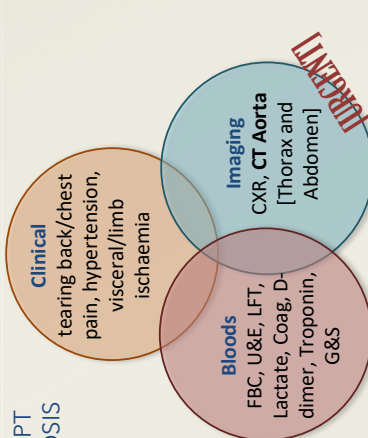 PT
OSIS
Clinical
tearing back/chest
pain, hypertension,
visceral/limb
ischaemia
Bloods
FBC, U&E, LFT,
Lactate, Coag, D-
dimer, Troponin,
G&S
Imaging
CXR, CT Aorta
[Thorax and
Abdomen]
[URGENT]